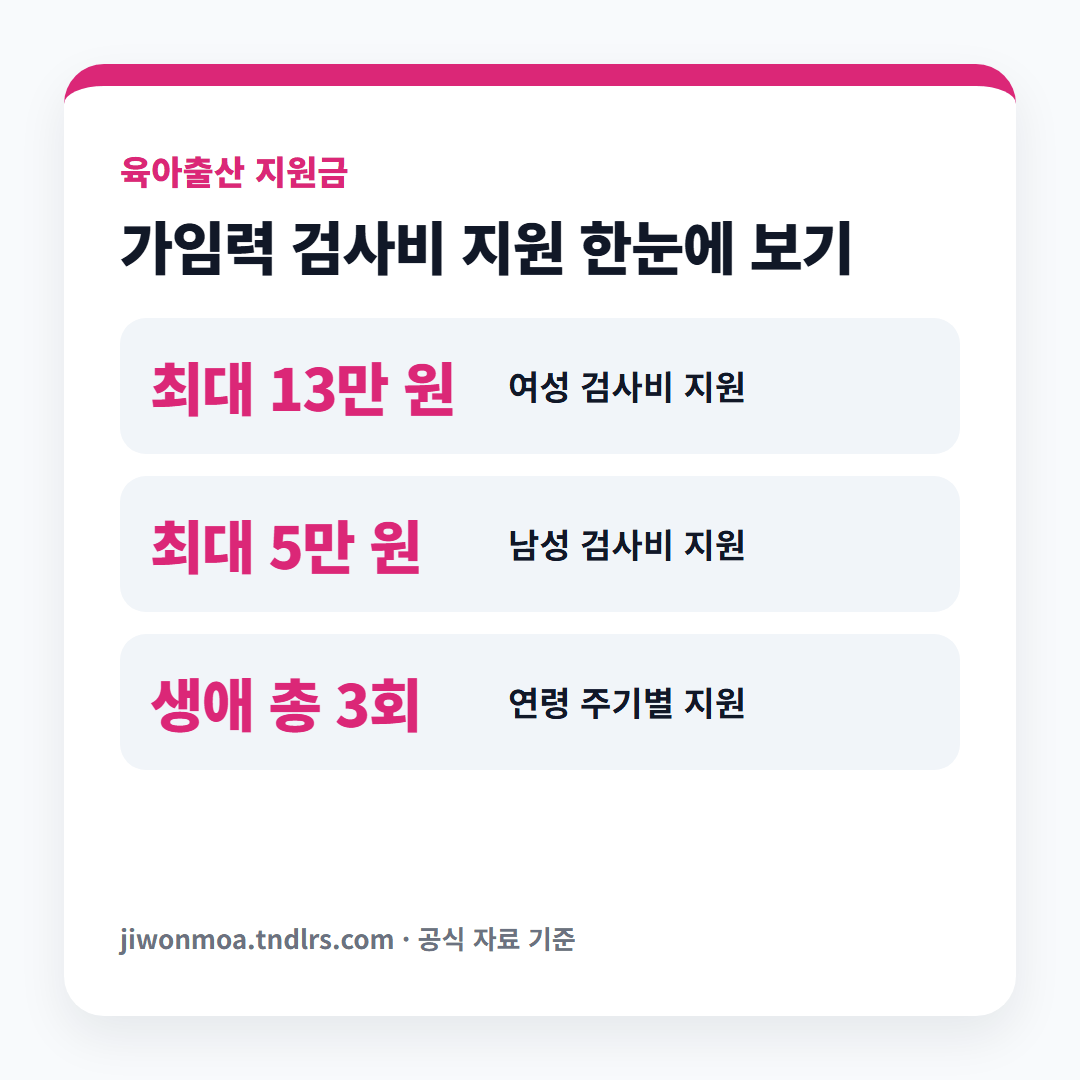 육아출산 지원금
가임력 검사비 지원 한눈에 보기
최대 13만 원 여성 검사비 지원
최대 5만 원 남성 검사비 지원
생애 총 3회 연령 주기별 지원
jiwonmoa.tndlrs.com · 공식 자료 기준